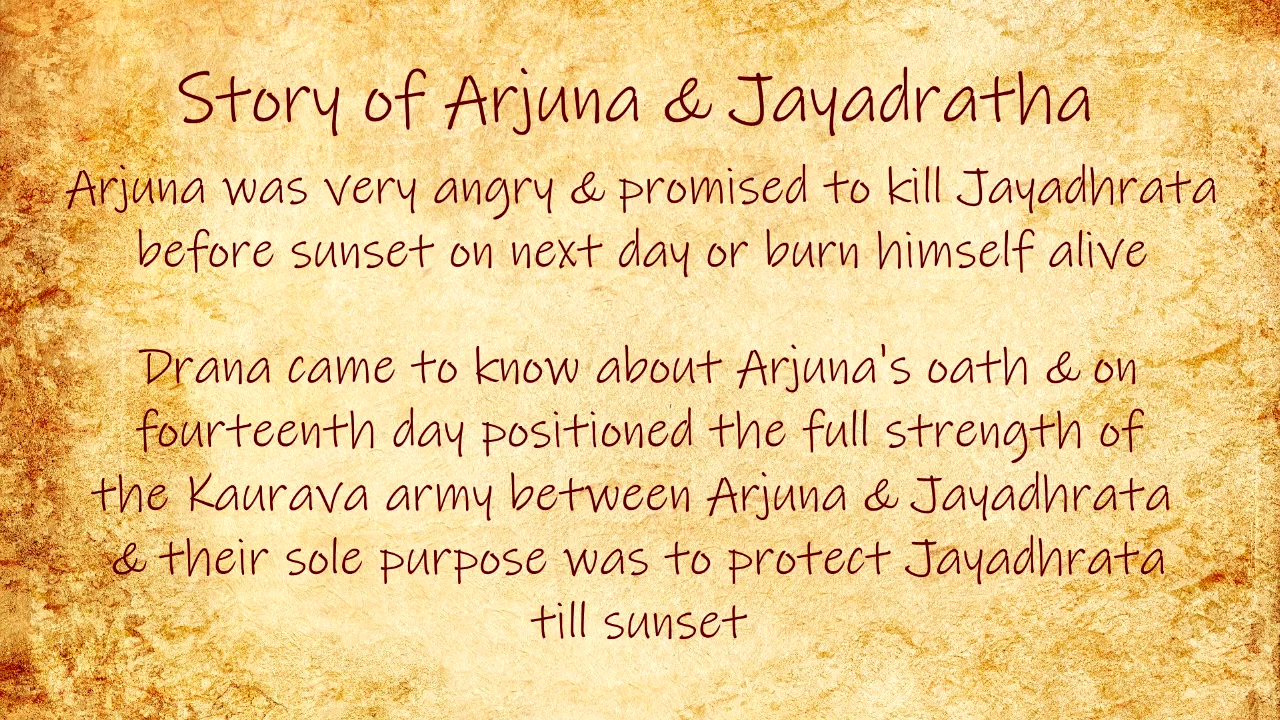 Story of Arjuna & Jayadratha
Arjuna was very angry & promised to kill Jayadhrata
before sunset on next day or burn himself alive
Drana came to know about Arjuna's oath & on
fourteenth day positioned the full strength of
the Kaurava army between Arjuna & Jayadhrata
& their sole purpose was to protect Jayadhrata
till sunset